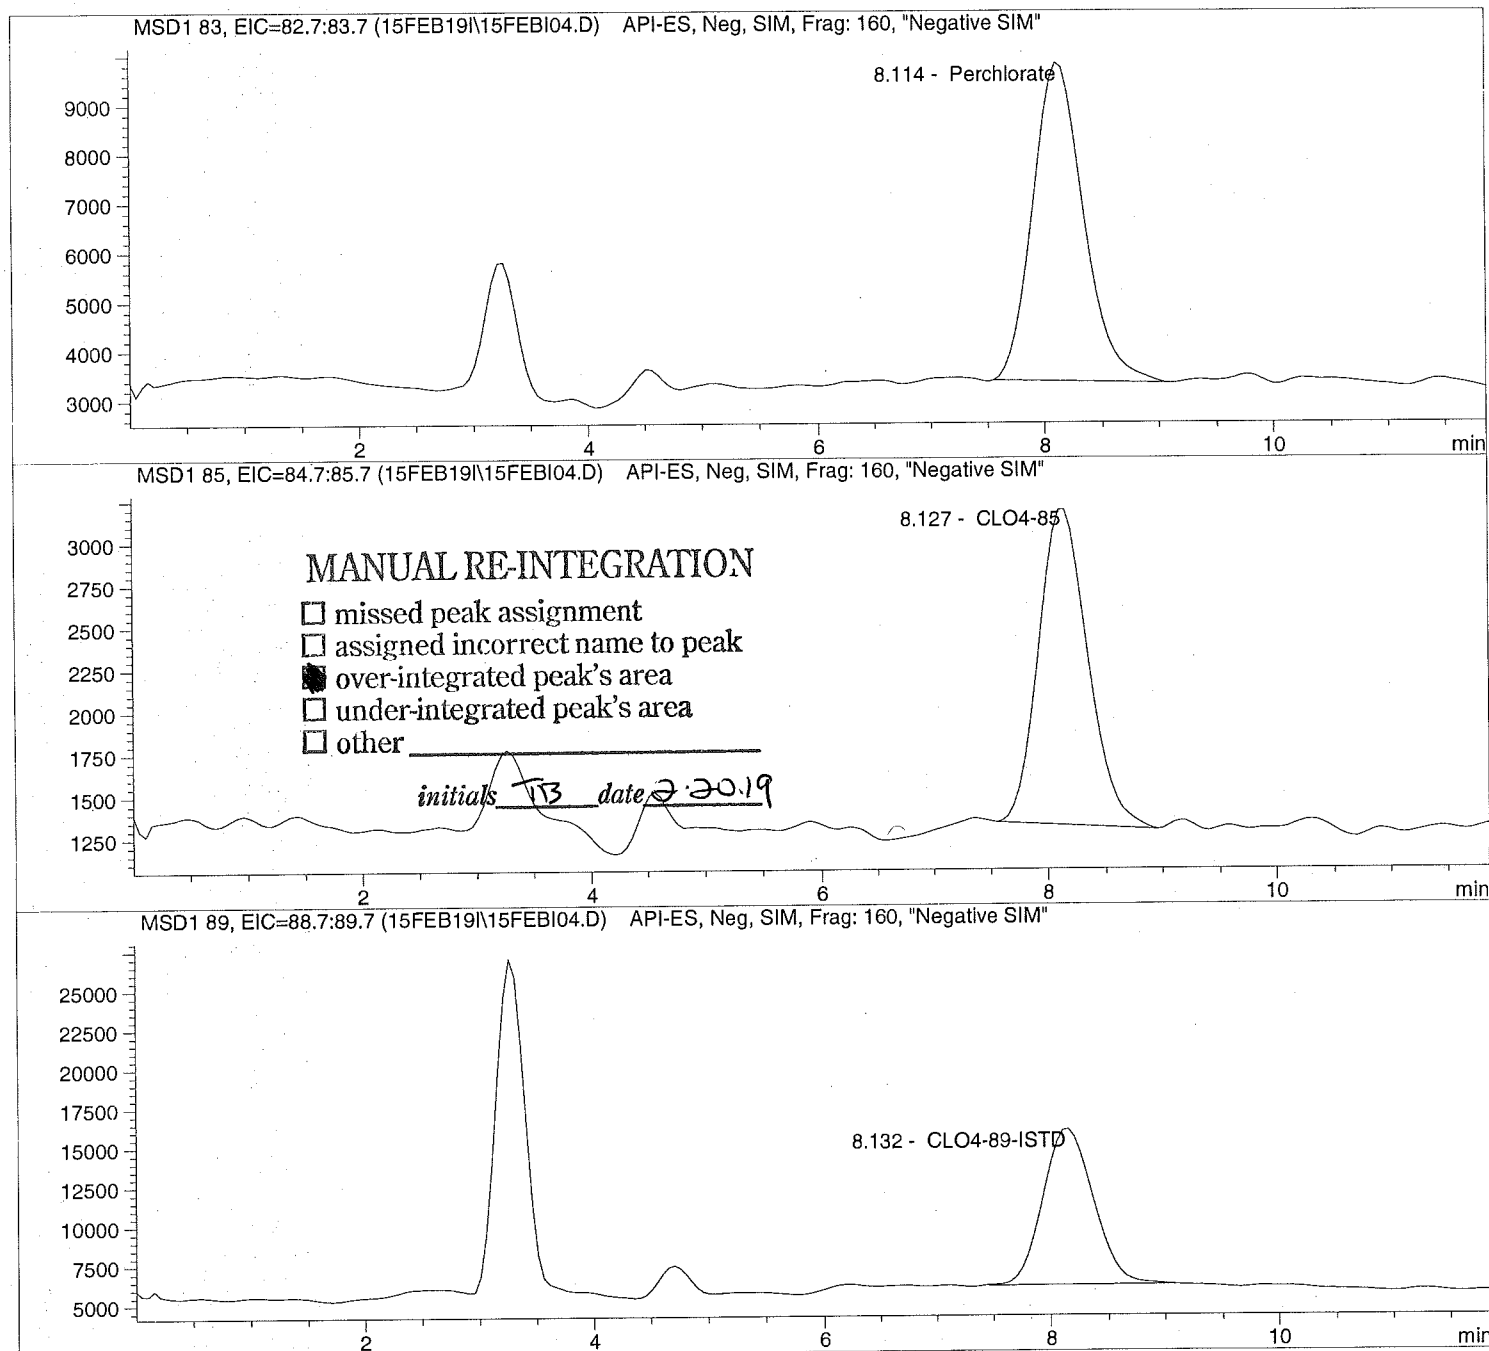 MSD1 83, EIC=82.7:83.7 (15FEB19I\15FEBI04.D) API-ES, Neg, SIM, Frag: 160, "Negative SIM"
8.114 - Perchlorate
9000
8000
7000
6000
5000
4000
3000
2 4 6 8 10 min
MSD1 85, EIC=84.7:85.7 (15FEB19I\15FEBI04.D) API-ES, Neg, SIM, Frag: 160, "Negative SIM"
8.127 - CLO4-85
3000
2750
2500
2250
2000
1750
1500
1250
MANUAL RE-INTEGRATION
missed peak assignment
assigned incorrect name to peak
over-integrated peak's area
under-integrated peak's area
other
initials TB date 2.20.19
2 4 6 8 10 min
MSD1 89, EIC=88.7:89.7 (15FEB19I\15FEBI04.D) API-ES, Neg, SIM, Frag: 160, "Negative SIM"
25000
22500
20000
17500
15000
12500
10000
7500
5000
8.132 - CLO4-89-ISTD
2 4 6 8 10 min